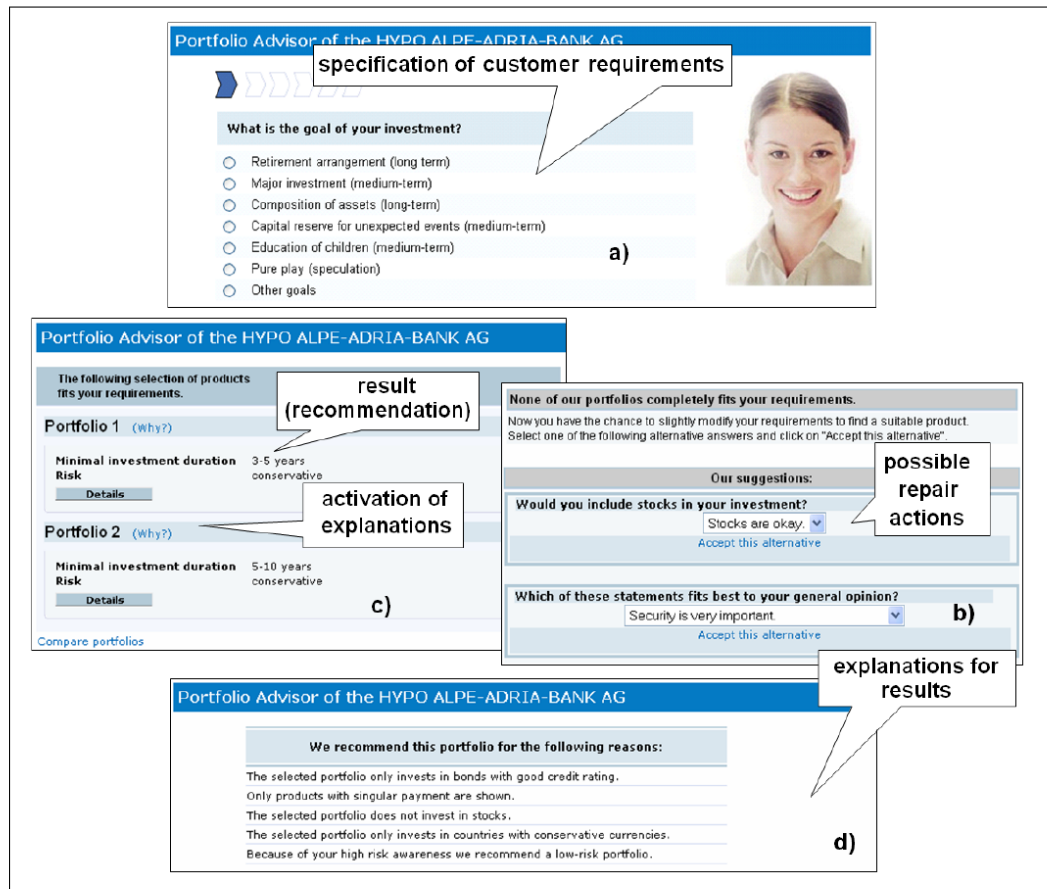 Portfolio Advisor of the HYPO ALPE-ADRIA-BANK AG
specification of customer requirements
What is the goal of your investment?
Retirement arrangement (long term)
Major investment (medium-term)
Composition of assets (long-term)
Capital reserve for unexpected events (medium-term)
Education of children (medium-term)
Pure play (speculation)
Other goals
a)
Portfolio Advisor of the HYPO ALPE-ADRIA-BANK AG
The following selection of products
fits your requirements.
result
(recommendation)
Portfolio 1 (Why?)
Minimal investment duration 3-5 years
Risk conservative
Details
activation of
explanations
Portfolio 2 (Why?)
Minimal investment duration 5-10 years
Risk conservative
Details
c)
Compare portfolios
None of our portfolios completely fits your requirements.
Now you have the chance to slightly modify your requirements to find a suitable product.
Select one of the following alternative answers and click on "Accept this alternative".
Our suggestions:
possible
repair
actions
Would you include stocks in your investment?
Stocks are okay.
Accept this alternative
Which of these statements fits best to your general opinion?
Security is very important.
Accept this alternative
b)
explanations for
results
Portfolio Advisor of the HYPO ALPE-ADRIA-BANK AG
We recommend this portfolio for the following reasons:
The selected portfolio only invests in bonds with good credit rating.
Only products with singular payment are shown.
The selected portfolio does not invest in stocks.
The selected portfolio only invests in countries with conservative currencies.
Because of your high risk awareness we recommend a low-risk portfolio.
d)